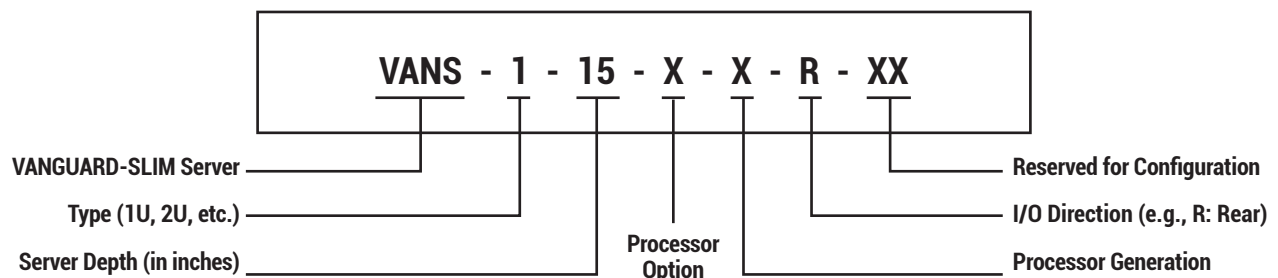 VANS - 1 - 15 - X - X - R - XX
VANGUARD-SLIM Server
Type (1U, 2U, etc.)
Server Depth (in inches)
Processor
Option
Reserved for Configuration
I/O Direction (e.g., R: Rear)
Processor Generation